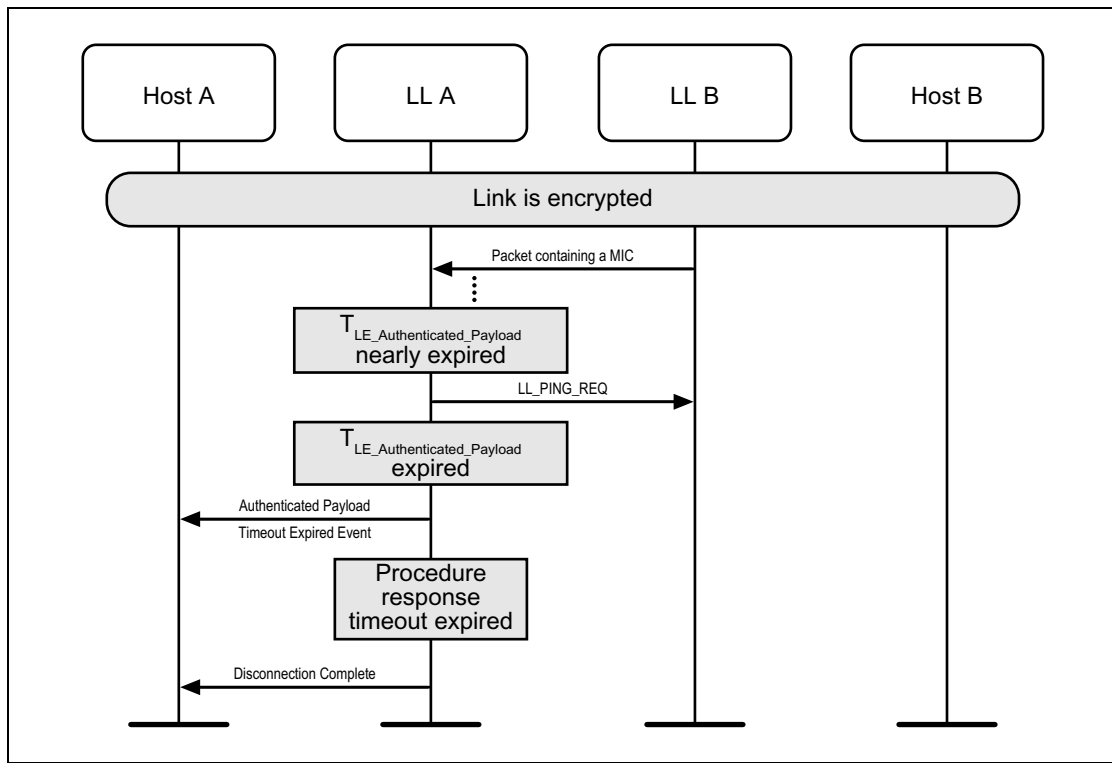 Host A
LL A
LL B
Host B
Link is encrypted
Packet containing a MIC
T LE_Authenticated_Payload
nearly expired
LL_PING_REQ
T LE_Authenticated_Payload
expired
Authenticated Payload
Timeout Expired Event
Procedure
response
timeout expired
Disconnection Complete